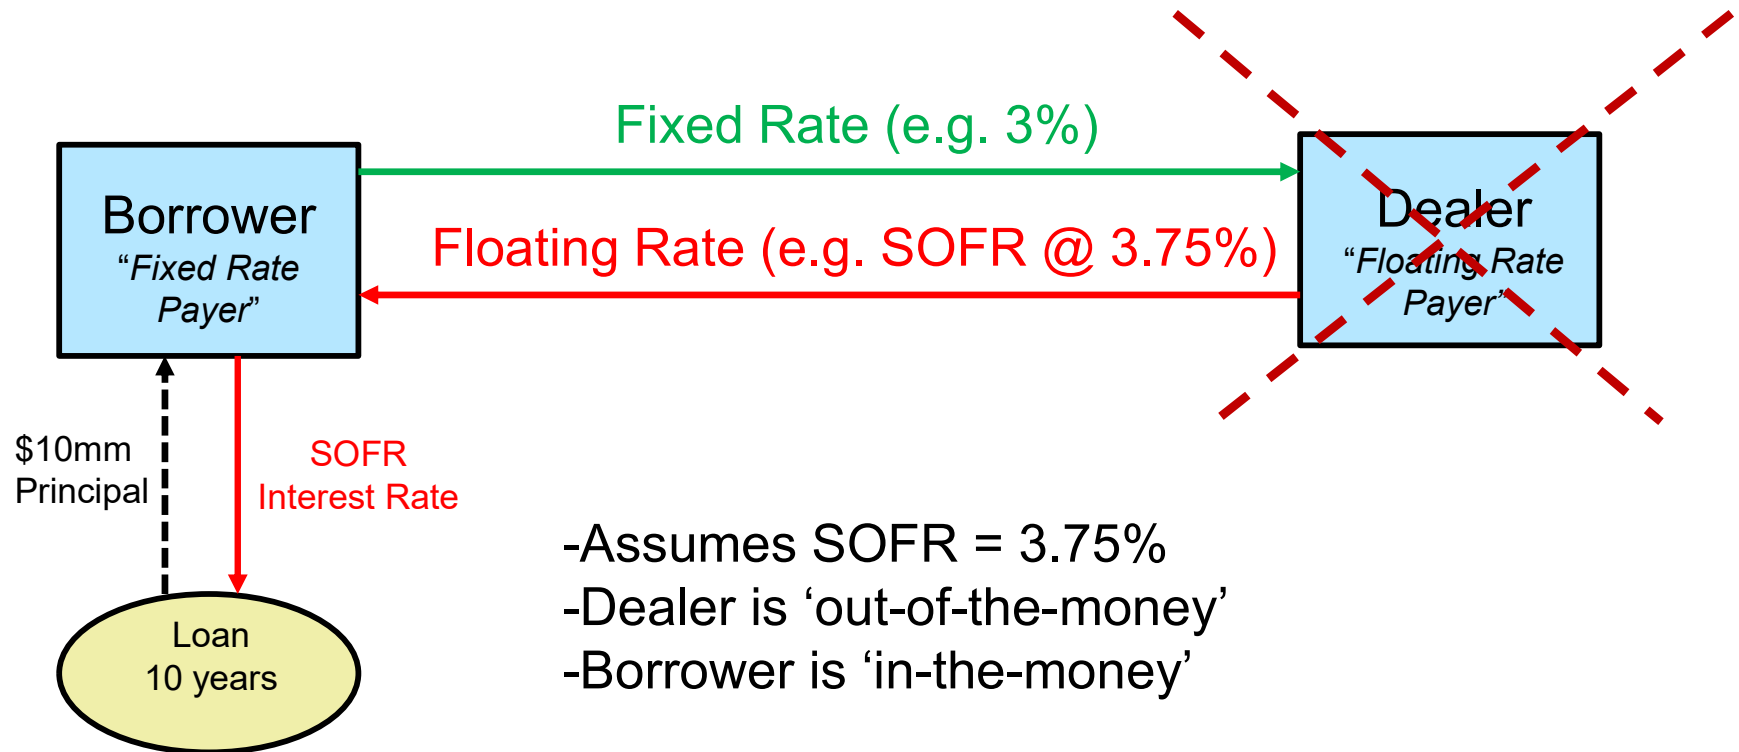 Fixed Rate (e.g. 3%)
Borrower
“Fixed Rate
Payer”
Floating Rate (e.g. SOFR @ 3.75%)
Dealer
“Floating Rate
Payer”
$10mm
Principal
SOFR
Interest Rate
Loan
10 years
-Assumes SOFR = 3.75%
-Dealer is ‘out-of-the-money’
-Borrower is ‘in-the-money’